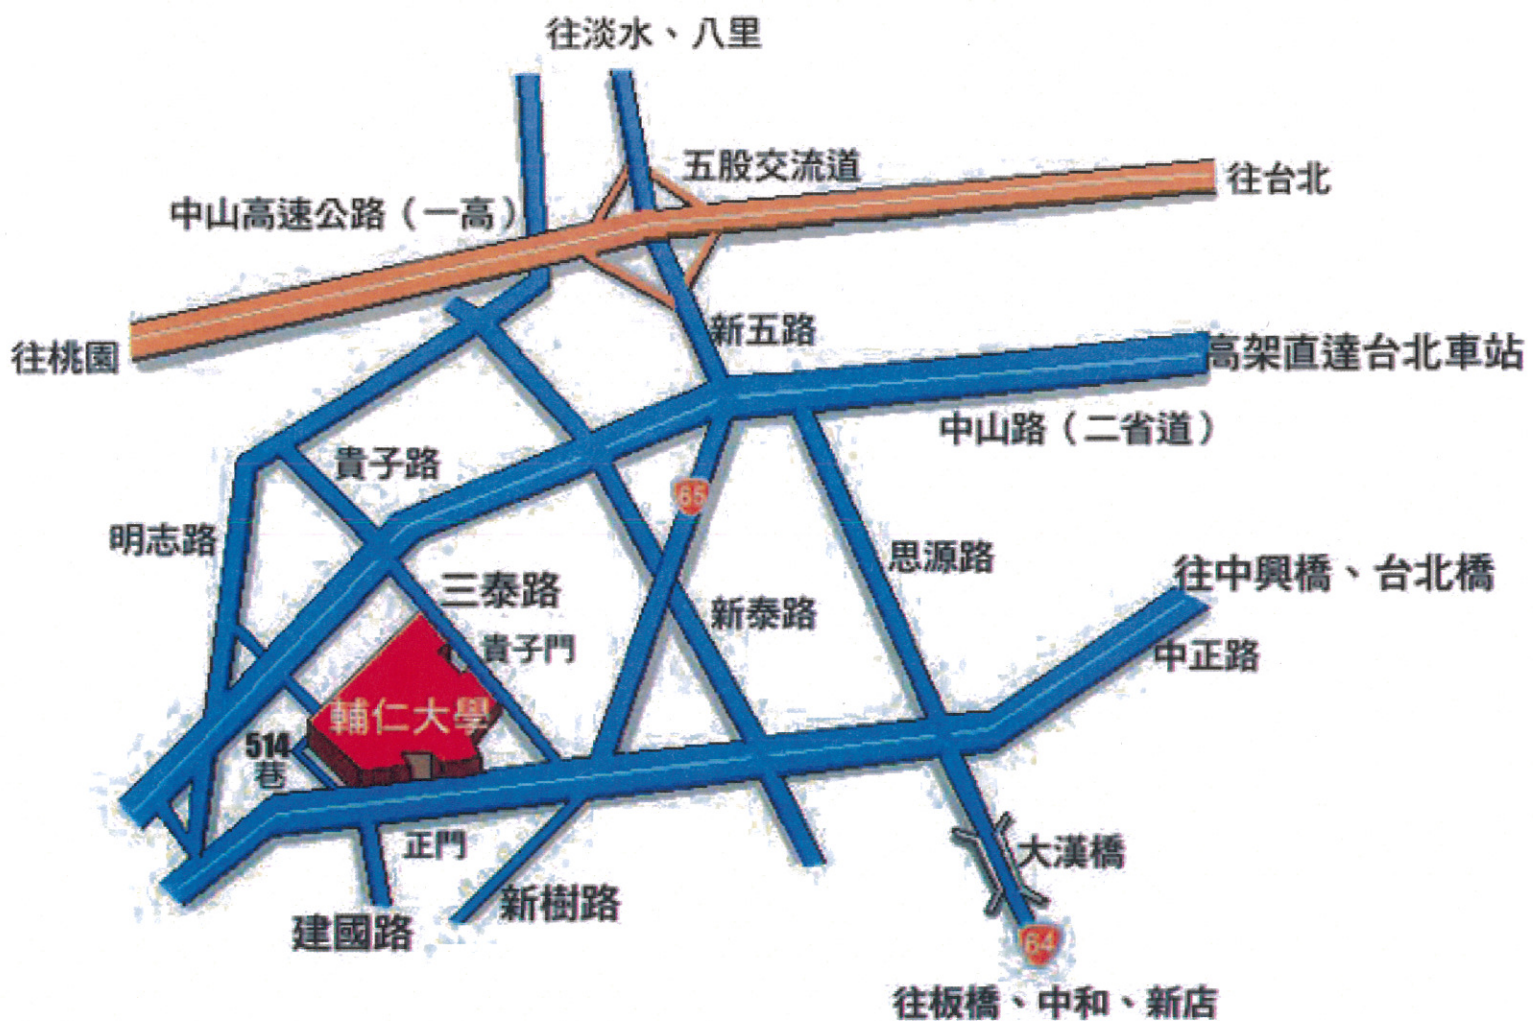 往淡水、八里
五股交流道
往台北
中山高速公路（一高）
往桃園
新五路
高架直達台北車站
中山路（二省道）
貴子路
65
明志路
思源路
往中興橋、台北橋
三泰路
新泰路
貴子門
中正路
輔仁大學
514
巷
正門
大漢橋
新樹路
建國路
64
往板橋、中和、新店